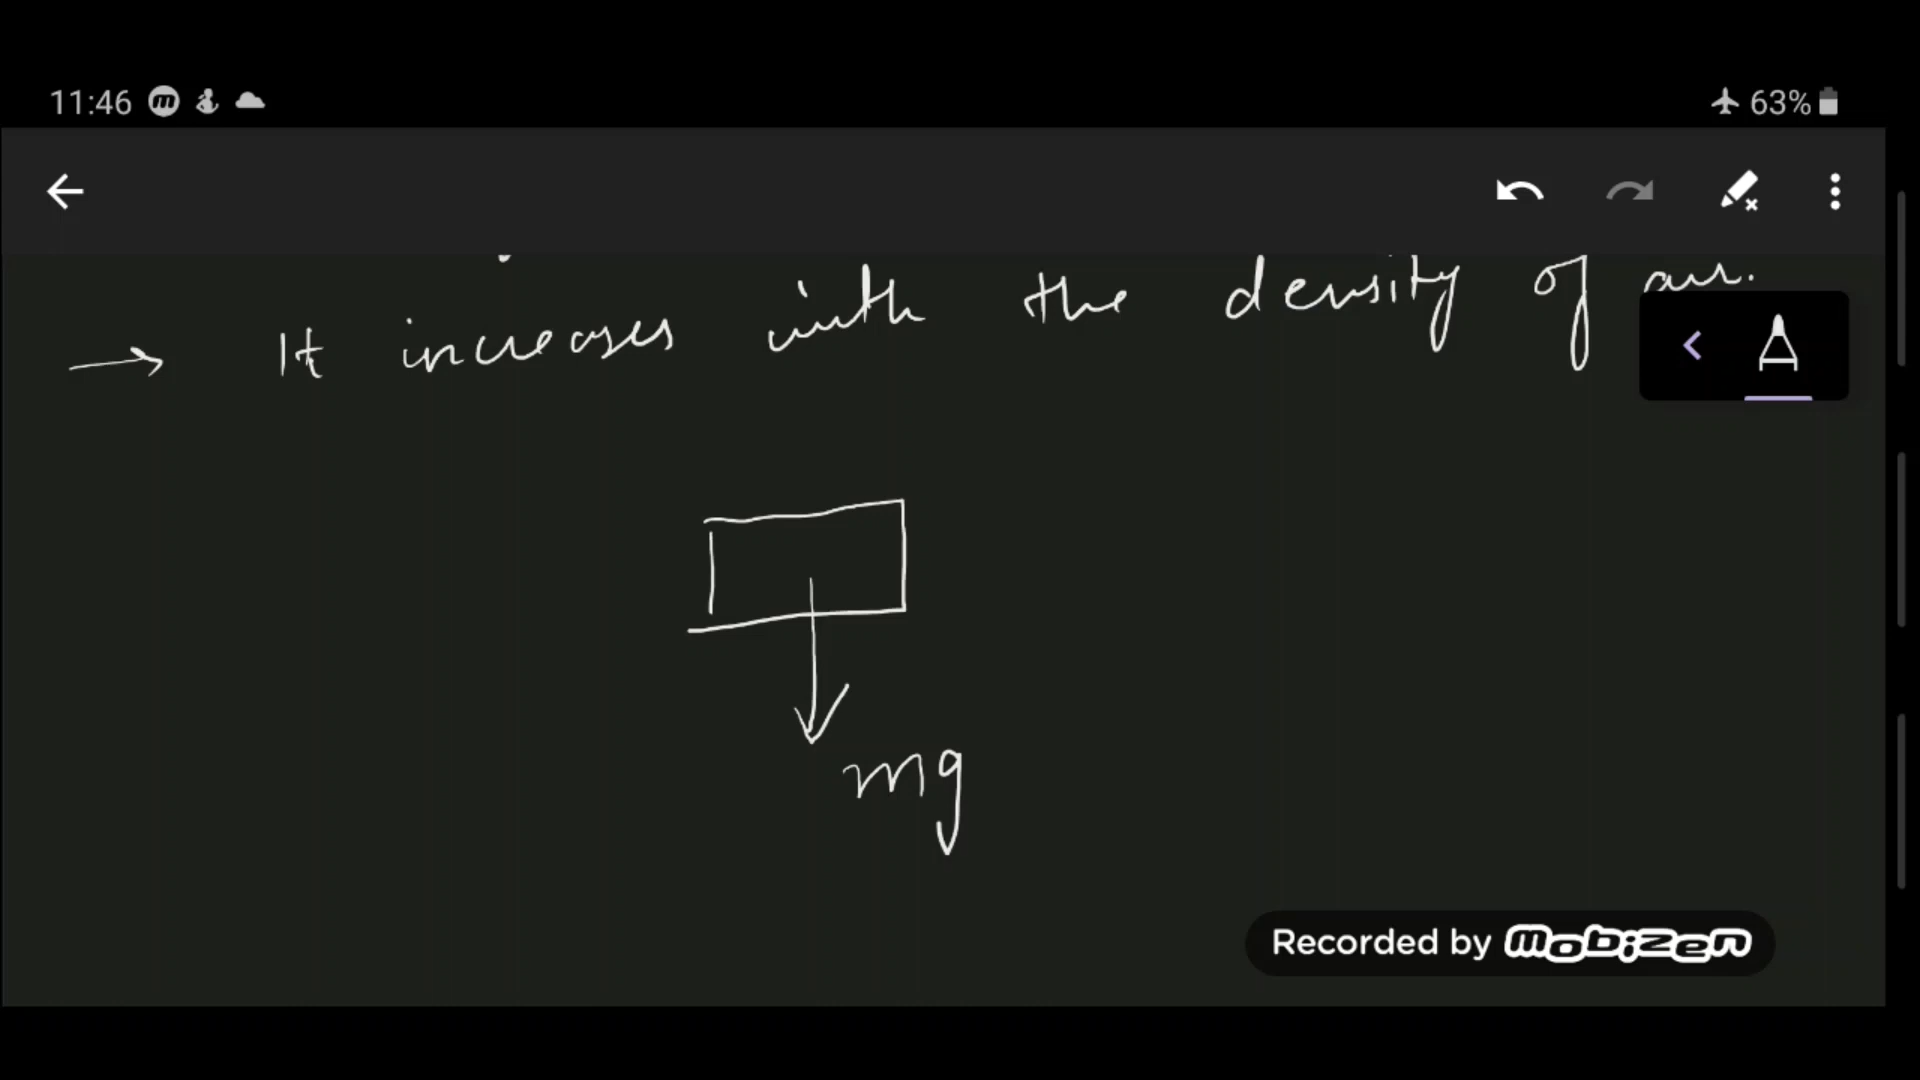 11:46
63%
→ It increases with the density of air.
mg
Recorded by mobizen